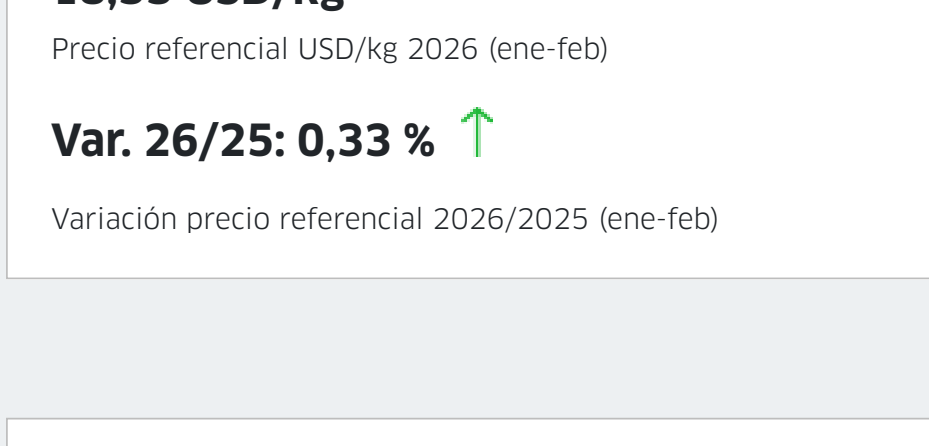 Precio referencial USD/kg 2026 (ene-feb)
Var. 26/25: 0,33 %
Variación precio referencial 2026/2025 (ene-feb)